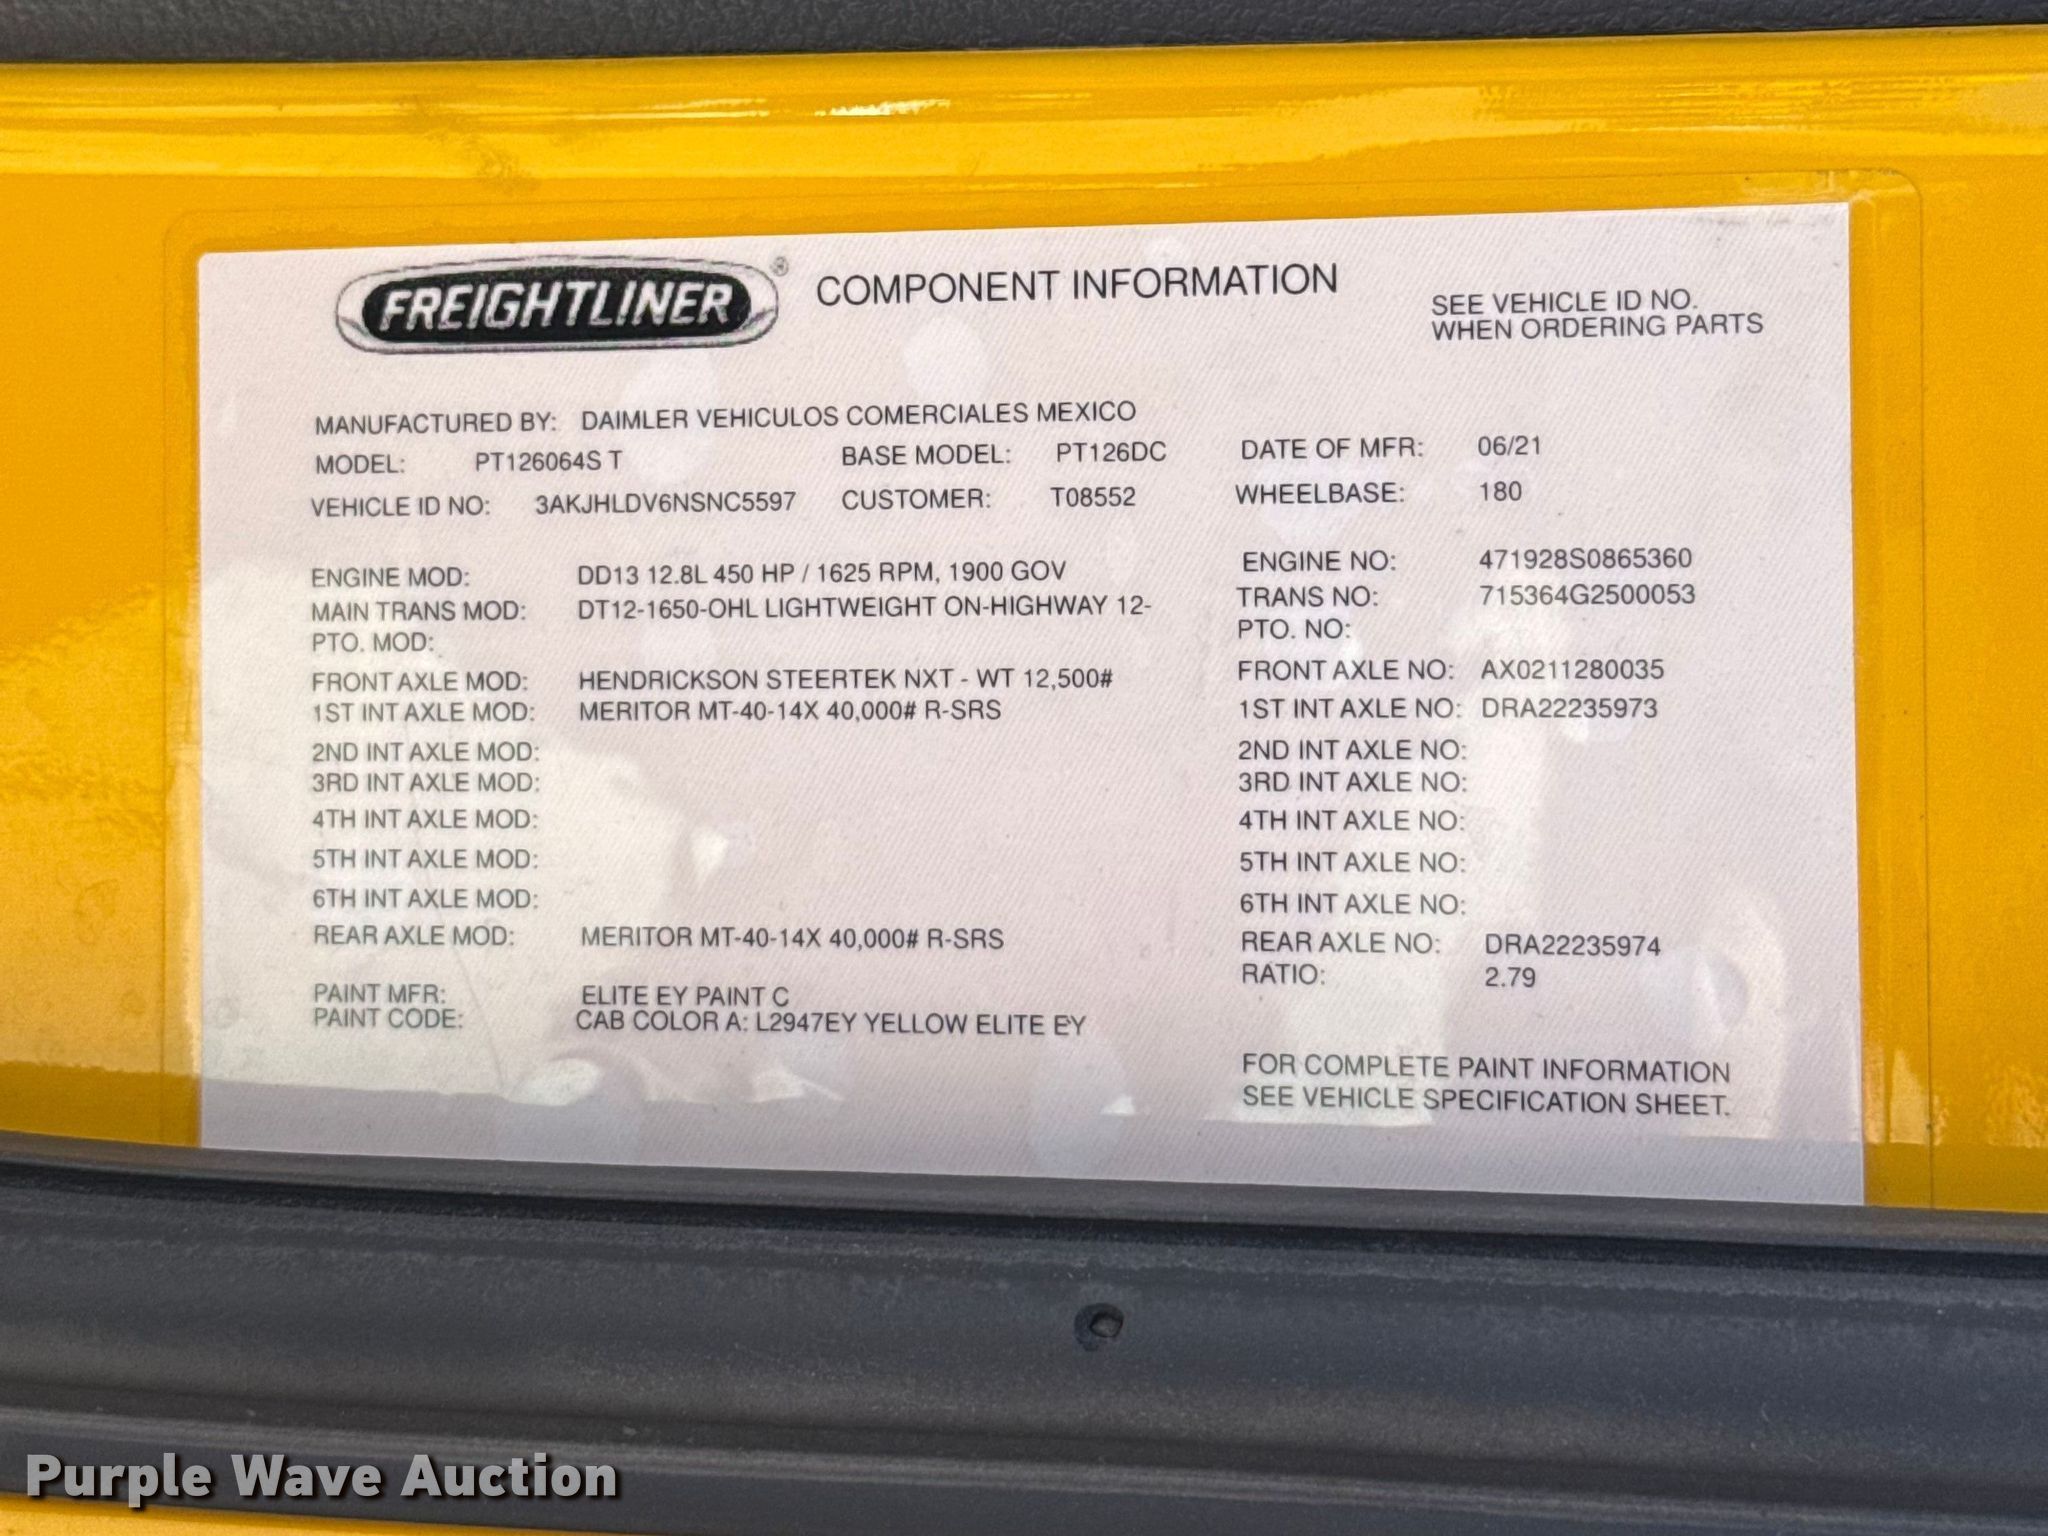 FREIGHTLINER® COMPONENT INFORMATION
SEE VEHICLE ID NO.
WHEN ORDERING PARTS
MANUFACTURED BY: DAIMLER VEHICULOS COMERCIALES MEXICO
MODEL: PT126064S T BASE MODEL: PT126DC DATE OF MFR: 06/21
VEHICLE ID NO: 3AKJHLDV6NSNC5597 CUSTOMER: T08552 WHEELBASE: 180
ENGINE MOD: DD13 12.8L 450 HP / 1625 RPM, 1900 GOV ENGINE NO: 471928S0865360
MAIN TRANS MOD: DT12-1650-OHL LIGHTWEIGHT ON-HIGHWAY 12- TRANS NO: 715364G2500053
PTO. MOD: PTO. NO:
FRONT AXLE MOD: HENDRICKSON STEERTEK NXT - WT 12,500# FRONT AXLE NO: AX0211280035
1ST INT AXLE MOD: MERITOR MT-40-14X 40,000# R-SRS 1ST INT AXLE NO: DRA22235973
2ND INT AXLE MOD: 2ND INT AXLE NO:
3RD INT AXLE MOD: 3RD INT AXLE NO:
4TH INT AXLE MOD: 4TH INT AXLE NO:
5TH INT AXLE MOD: 5TH INT AXLE NO:
6TH INT AXLE MOD: 6TH INT AXLE NO:
REAR AXLE MOD: MERITOR MT-40-14X 40,000# R-SRS REAR AXLE NO: DRA22235974
RATIO: 2.79
PAINT MFR: ELITE EY PAINT C
PAINT CODE: CAB COLOR A: L2947EY YELLOW ELITE EY
FOR COMPLETE PAINT INFORMATION
SEE VEHICLE SPECIFICATION SHEET.
Purple Wave Auction